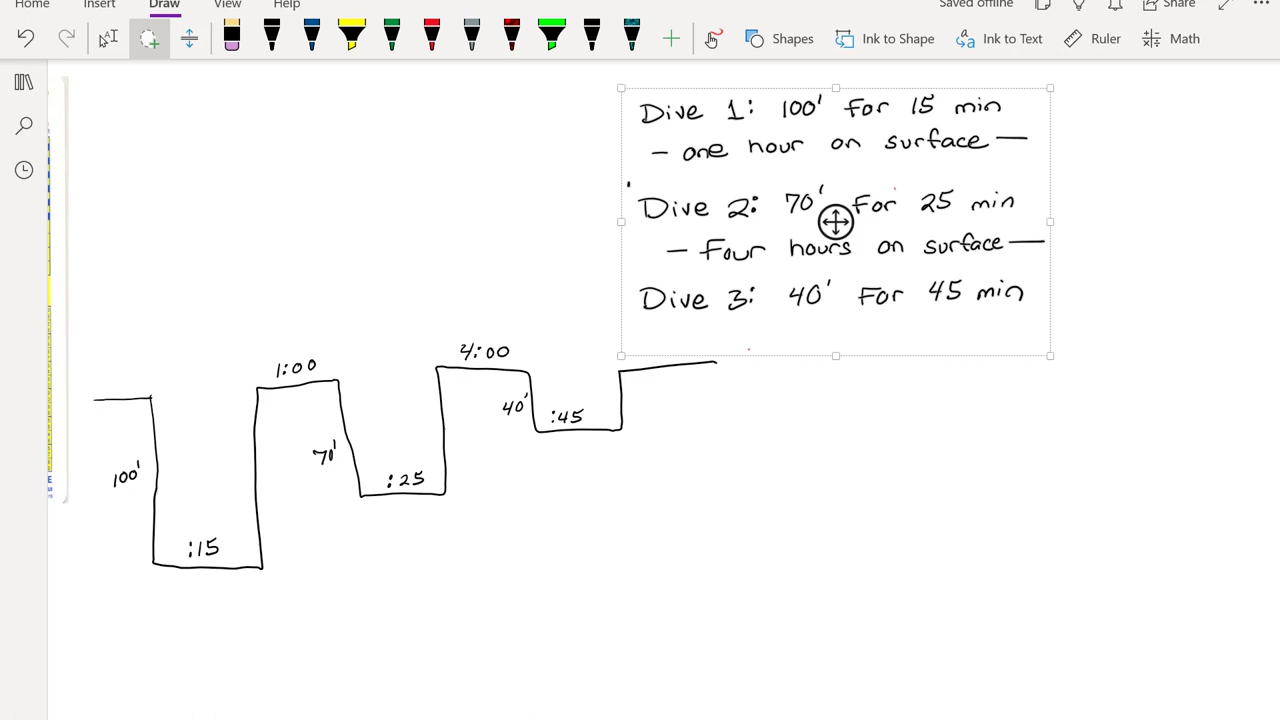 Home Insert Draw View Help Saved offline Share
Ink to Shape Ink to Text Ruler Math Shapes
Dive 1: 100' for 15 min
- one hour on surface —
Dive 2: 70' for 25 min
- Four hours on surface —
Dive 3: 40' for 45 min
4:00
1:00
40' :45
100' 70' :25
:15